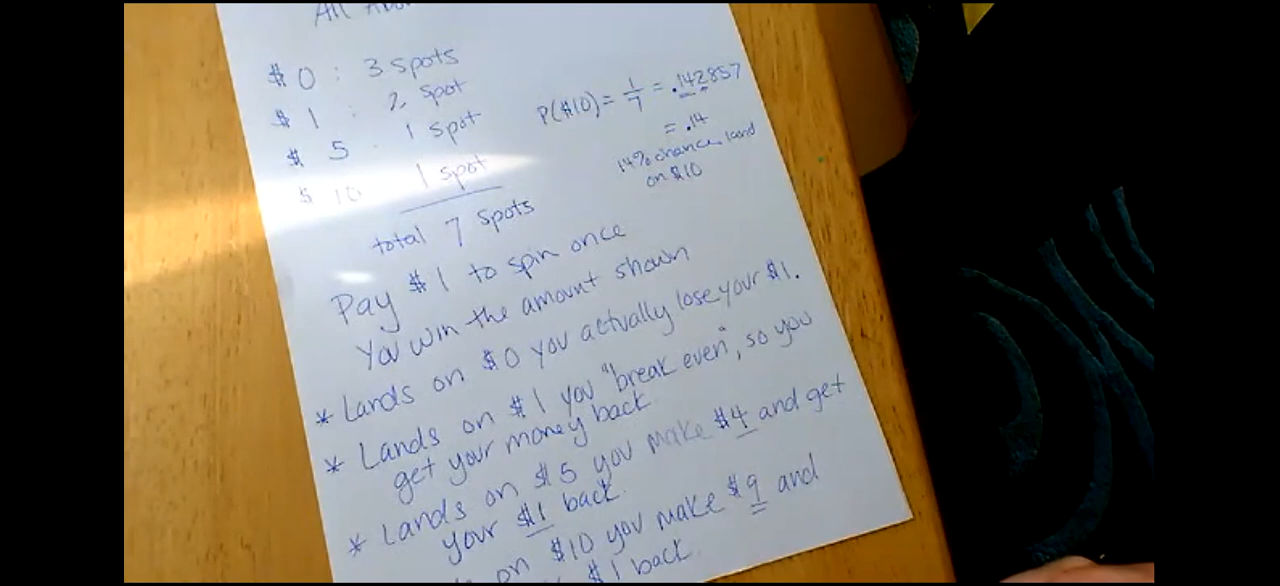 All
$0 : 3 spots
$1 : 2 spot
$5 1 spot
$10 1 spot
total 7 spots
P($10) = 1/7 = .142857
= .14
14% chance land
on $10
Pay $1 to spin once
You win the amount shown
* Lands on $0 you actually lose your $1.
* Lands on $1 you "break even", so you
get your money back
* Lands on $5 you make $4 and get
your $1 back.
on $10 you make $9 and
$1 back.